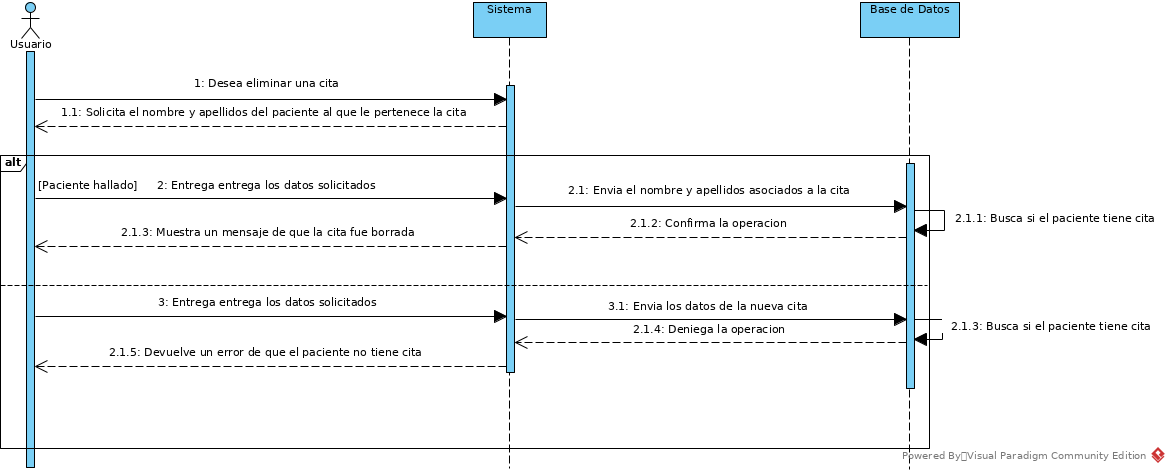 Usuario
Sistema
Base de Datos
1: Desea eliminar una cita
1.1: Solicita el nombre y apellidos del paciente al que le pertenece la cita
alt
[Paciente hallado]
2: Entrega entrega los datos solicitados
2.1: Envia el nombre y apellidos asociados a la cita
2.1.1: Busca si el paciente tiene cita
2.1.2: Confirma la operacion
2.1.3: Muestra un mensaje de que la cita fue borrada
3: Entrega entrega los datos solicitados
3.1: Envia los datos de la nueva cita
2.1.3: Busca si el paciente tiene cita
2.1.4: Deniega la operacion
2.1.5: Devuelve un error de que el paciente no tiene cita
Powered By Visual Paradigm Community Edition